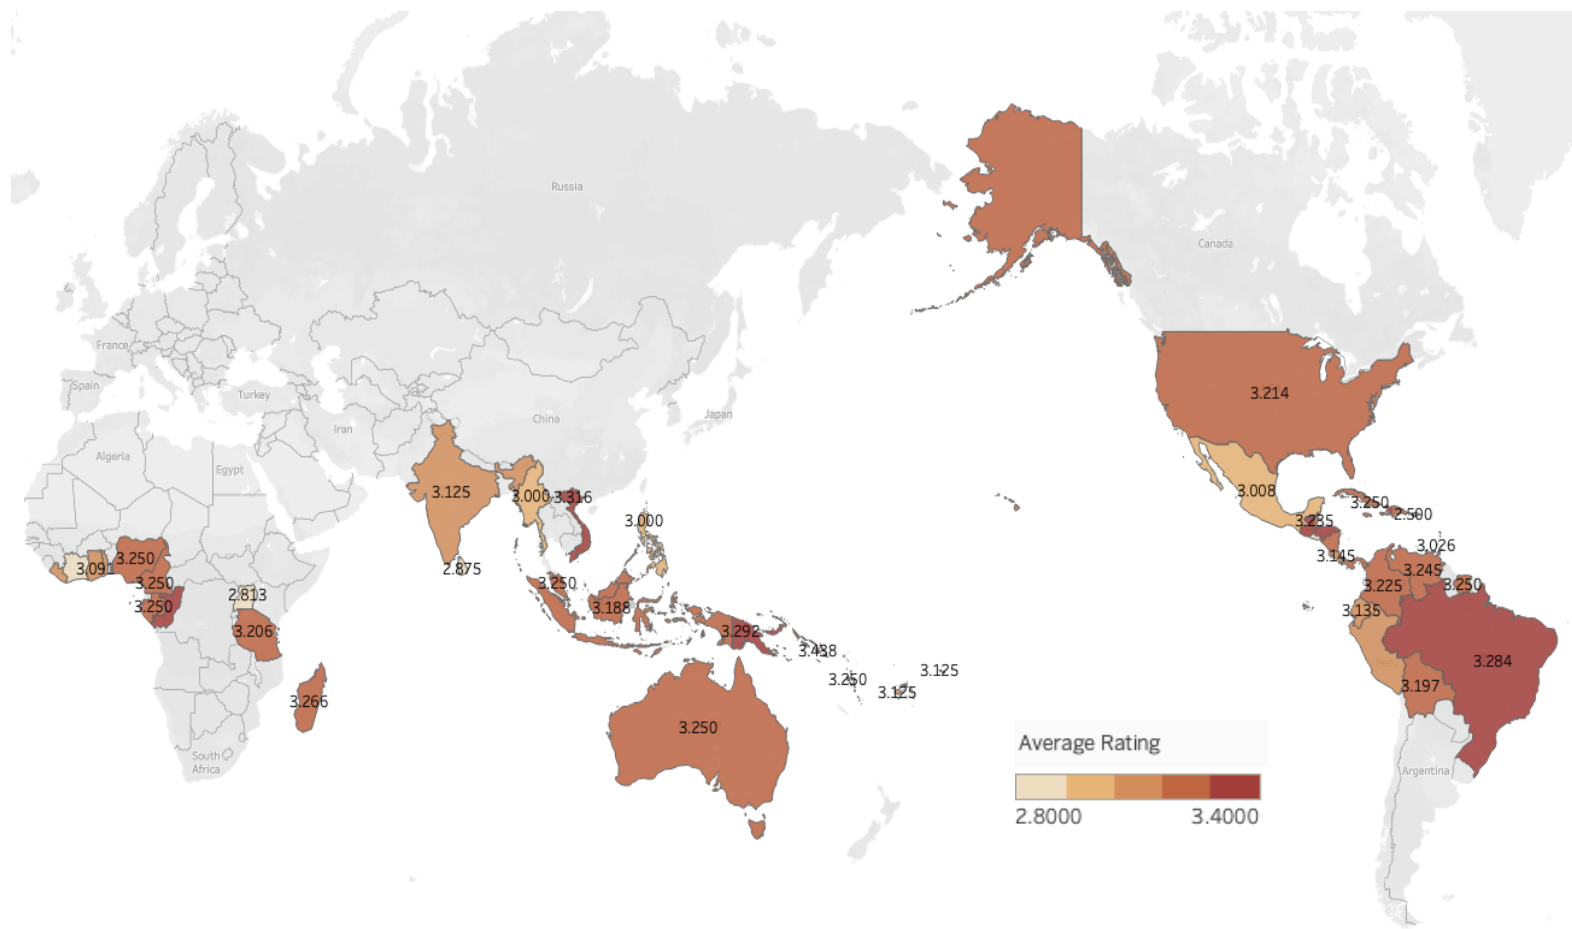 Russia
Canada
France
Spain
Turkey
Iran
China
Japan
Algeria
Egypt
3.214
3.125
3.000
3.316
3.000
2.875
3.008
3.250
2.500
3.235
3.145
3.026
3.245
3.250
3.225
3.135
3.091
3.250
3.250
3.250
2.813
3.206
3.266
3.250
3.188
3.292
3.438
3.250
3.125
3.125
3.284
Peru
3.197
3.250
South
Africa
Argentina
Average Rating
2.8000
3.4000